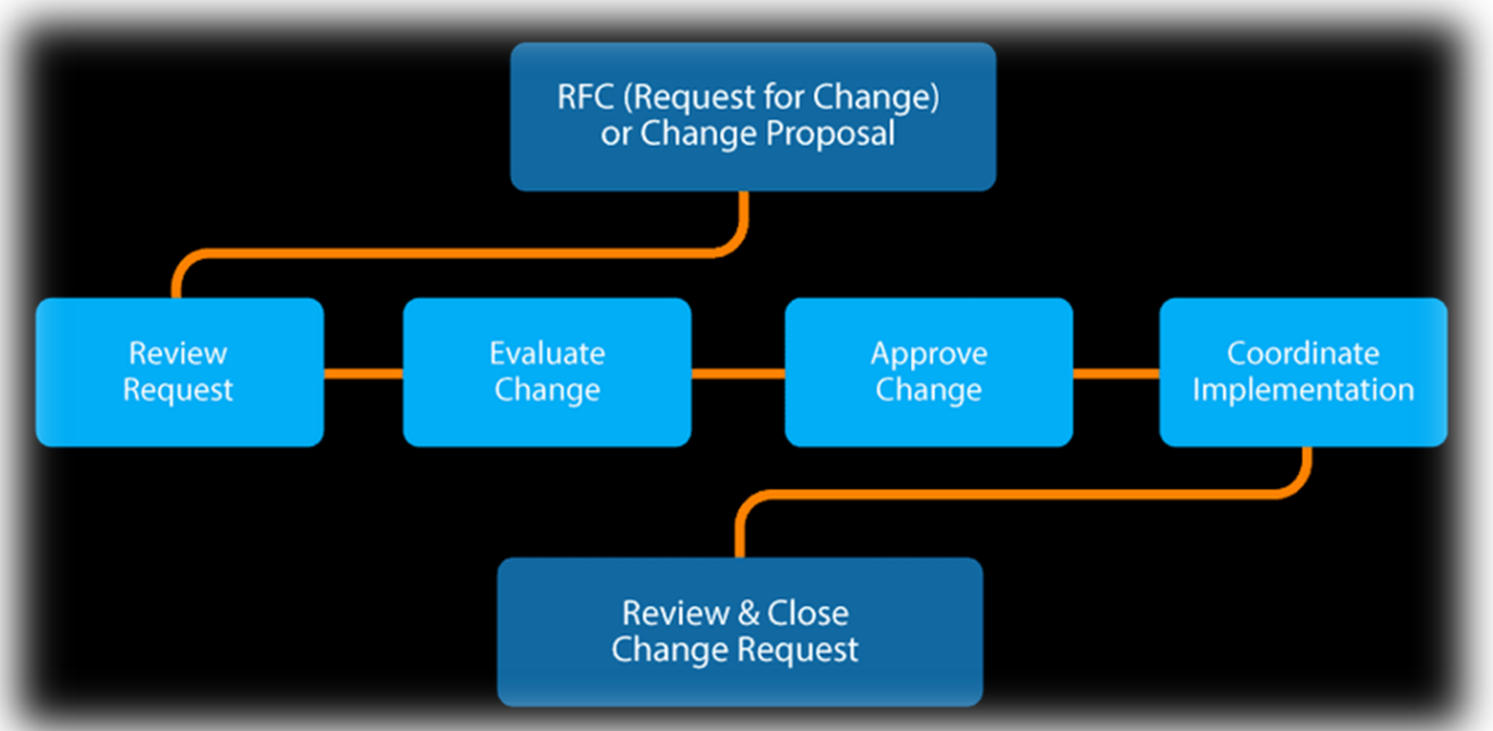 RFC (Request for Change)
or Change Proposal
Review
Request
Evaluate
Change
Approve
Change
Coordinate
Implementation
Review & Close
Change Request